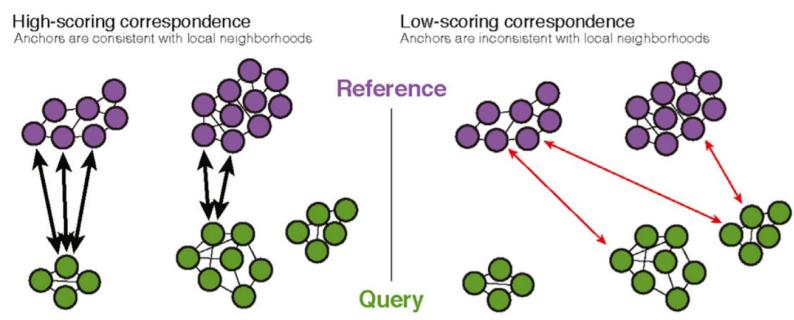 High-scoring correspondence
Anchors are consistent with local neighborhoods
Low-scoring correspondence
Anchors are inconsistent with local neighborhoods
Reference
Query